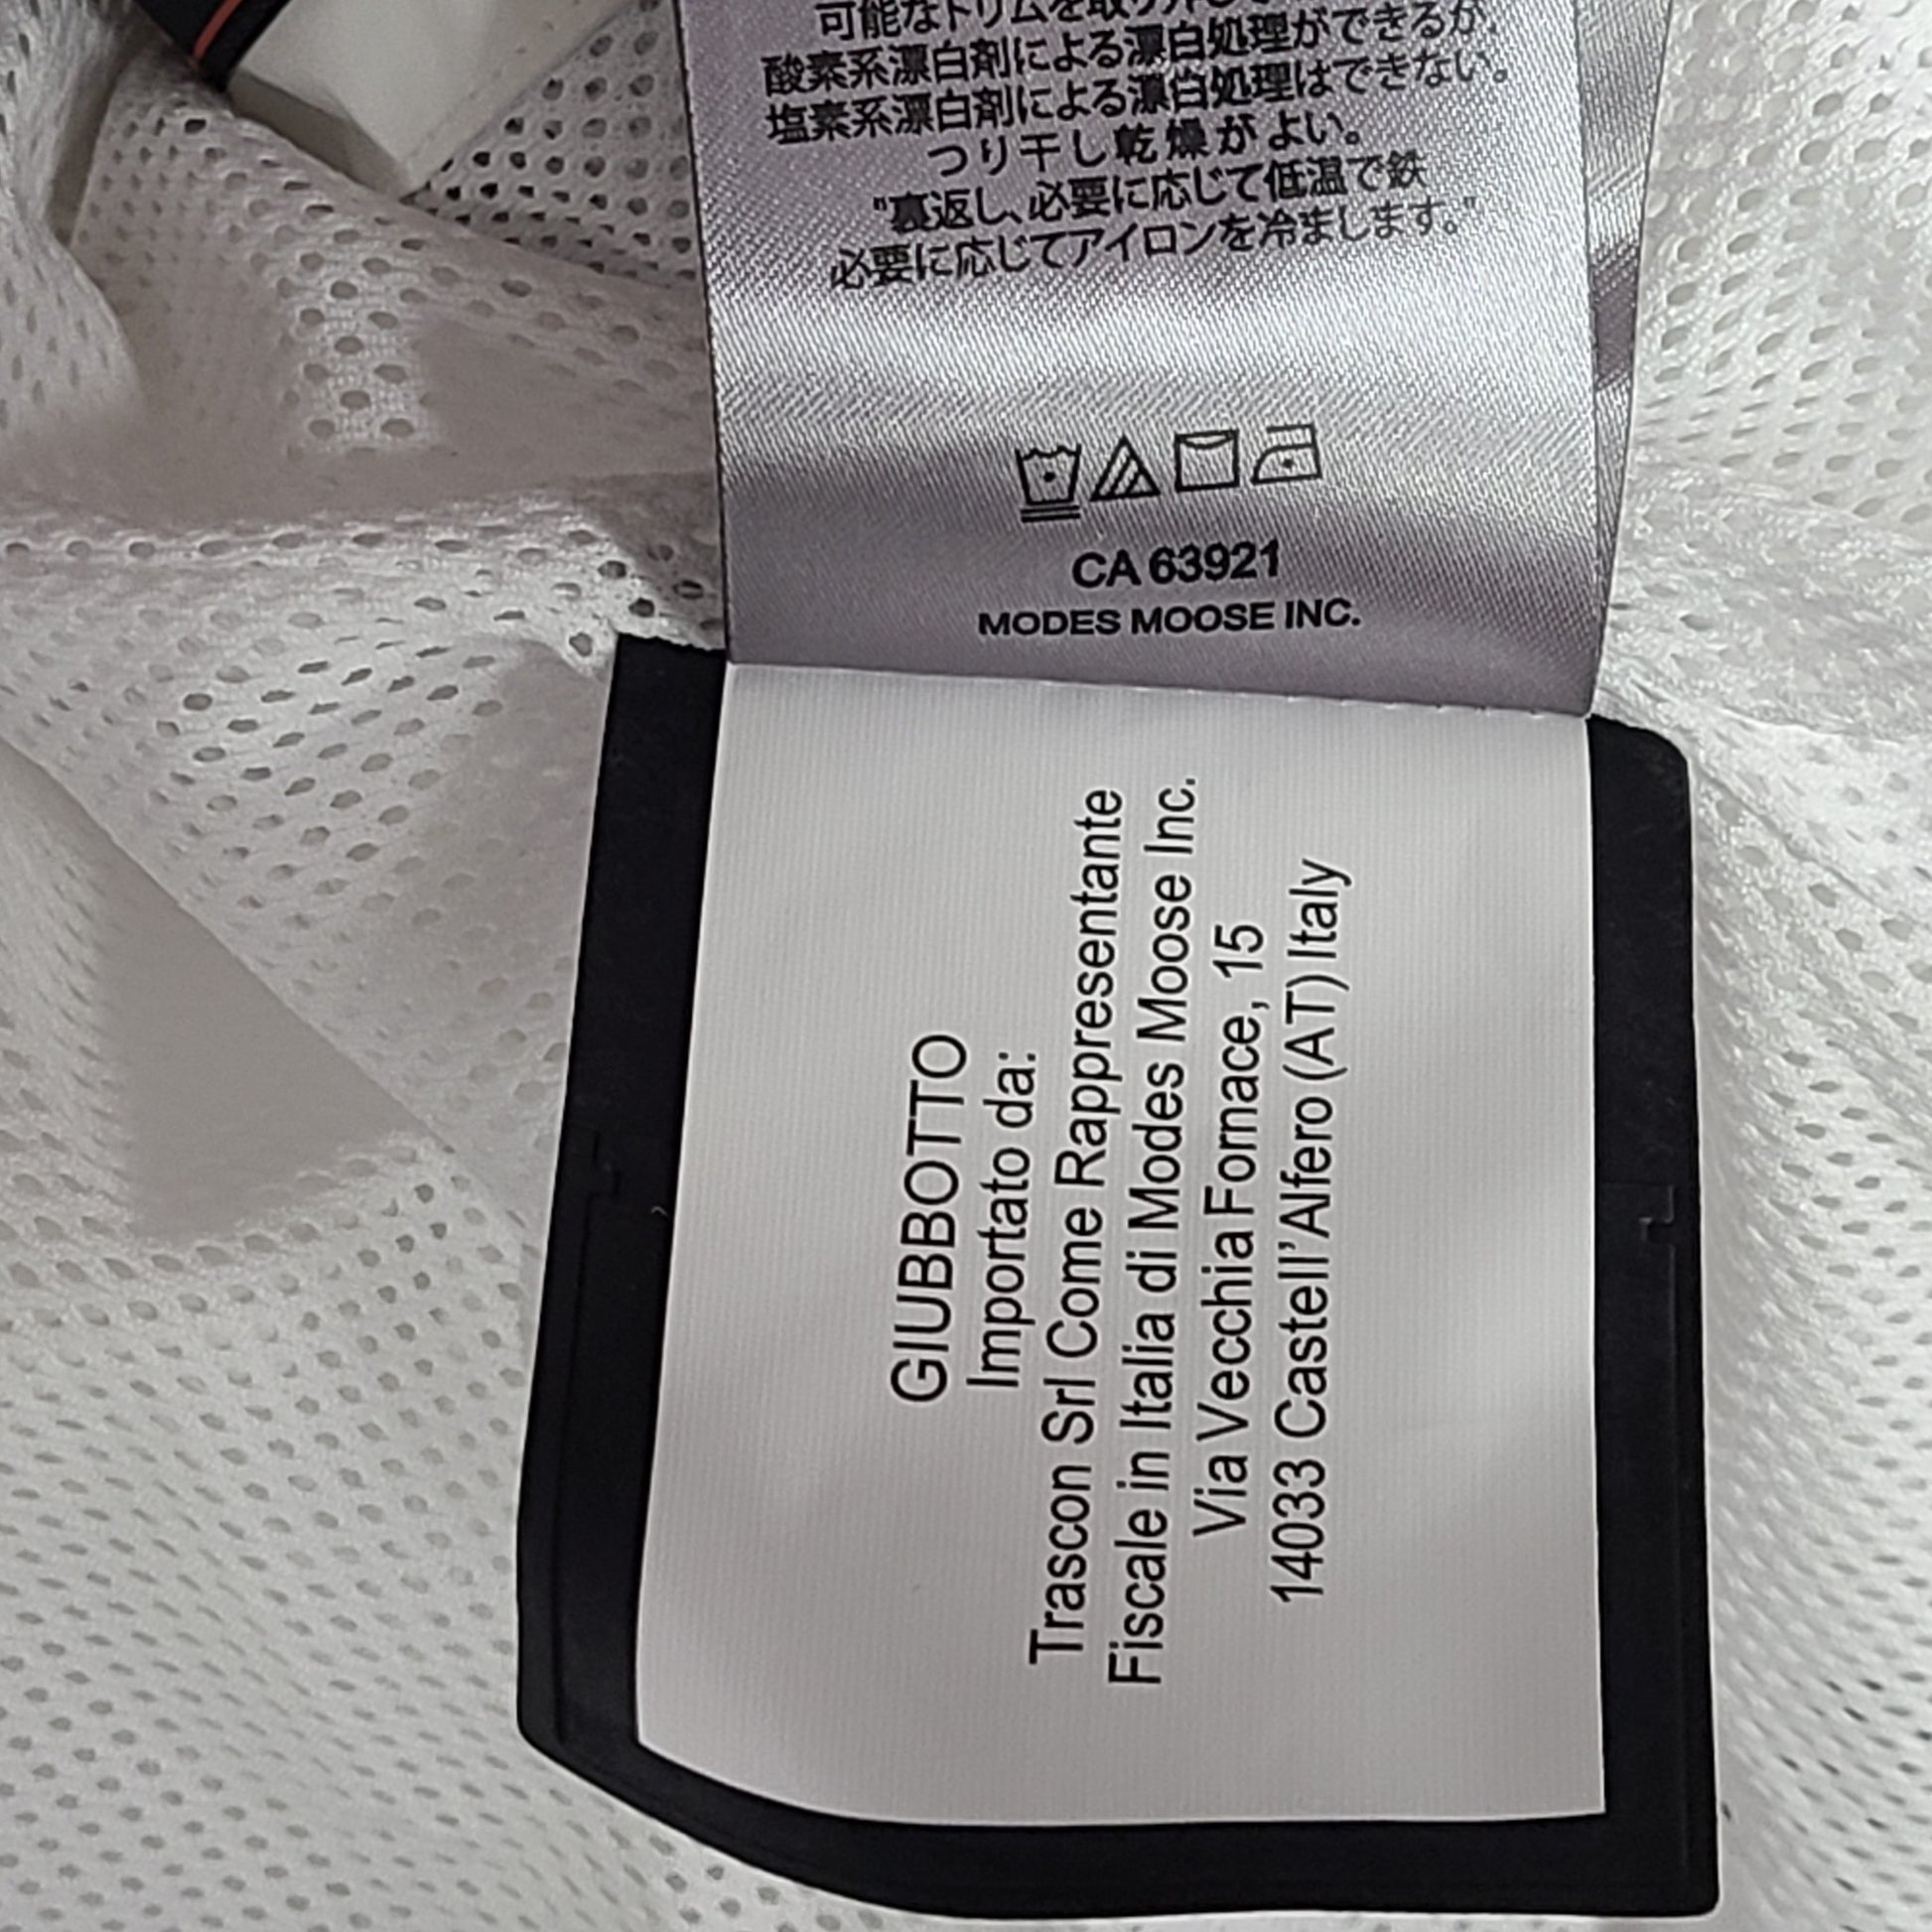 可能なトリムを取り外して
酸素系漂白剤による漂白処理ができるが、
塩素系漂白剤による漂白処理はできない。
つり干し乾燥がよい。
"裏返し、必要に応じて低温で鉄
必要に応じてアイロンを冷まします。"
CA 63921
MODES MOOSE INC.
GIUBBOTTO
Importato da:
Trascon Srl Come Rappresentante
Fiscale in Italia di Modes Moose Inc.
Via Vecchia Fornace, 15
14033 Castell'Alfero (AT) Italy